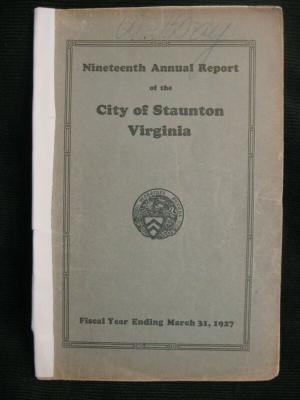 Nineteenth Annual Report
of the
City of Staunton
Virginia
Fiscal Year Ending March 31, 1927